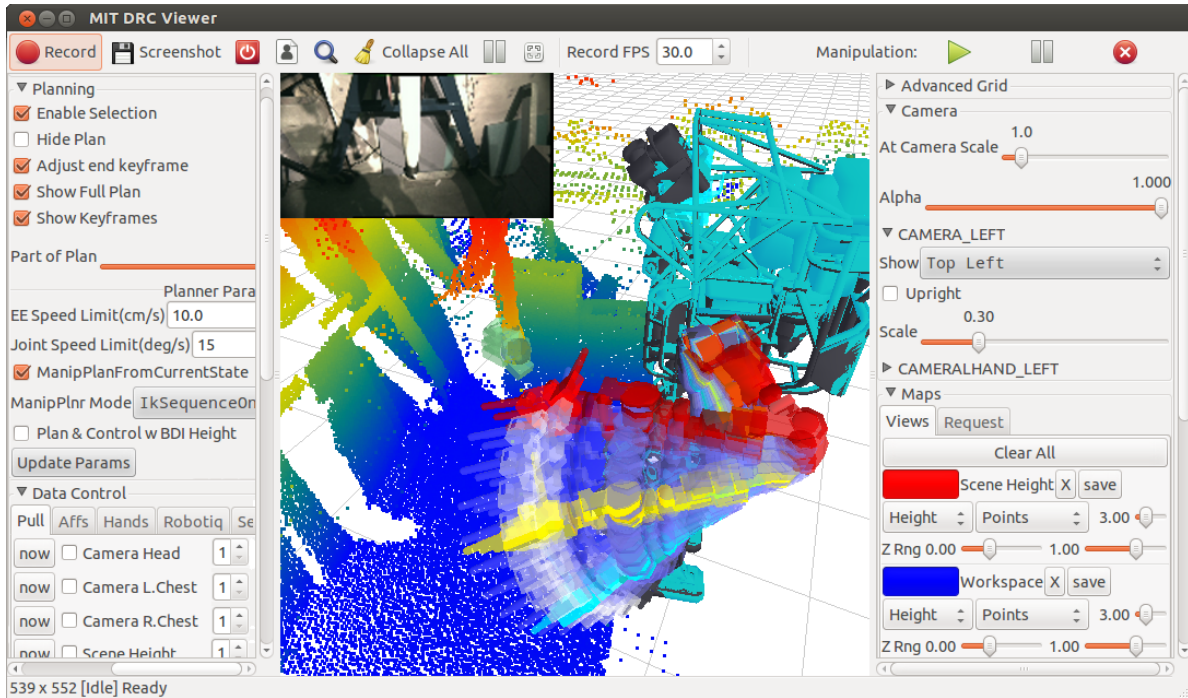 MIT DRC Viewer
Record Screenshot Collapse All Record FPS 30.0 Manipulation:
Planning
Enable Selection
Hide Plan
Adjust end keyframe
Show Full Plan
Show Keyframes
Part of Plan
Planner Para
EE Speed Limit(cm/s) 10.0
Joint Speed Limit(deg/s) 15
ManipPlanFromCurrentState
ManipPlnr Mode IkSequenceOn
Plan & Control w BDI Height
Update Params
Data Control
Pull Affs Hands Robotiq Se
now Camera Head 1
now Camera L.Chest 1
now Camera R.Chest 1
now Scene Height 1
Advanced Grid
Camera
1.0
At Camera Scale
1.000
Alpha
CAMERA_LEFT
Show Top Left
Upright
0.30
Scale
CAMERALHAND_LEFT
Maps
Views Request
Clear All
Scene Height X save
Height Points 3.00
Z Rng 0.00 1.00
Workspace X save
Height Points 3.00
Z Rng 0.00 1.00
539 x 552 [Idle] Ready